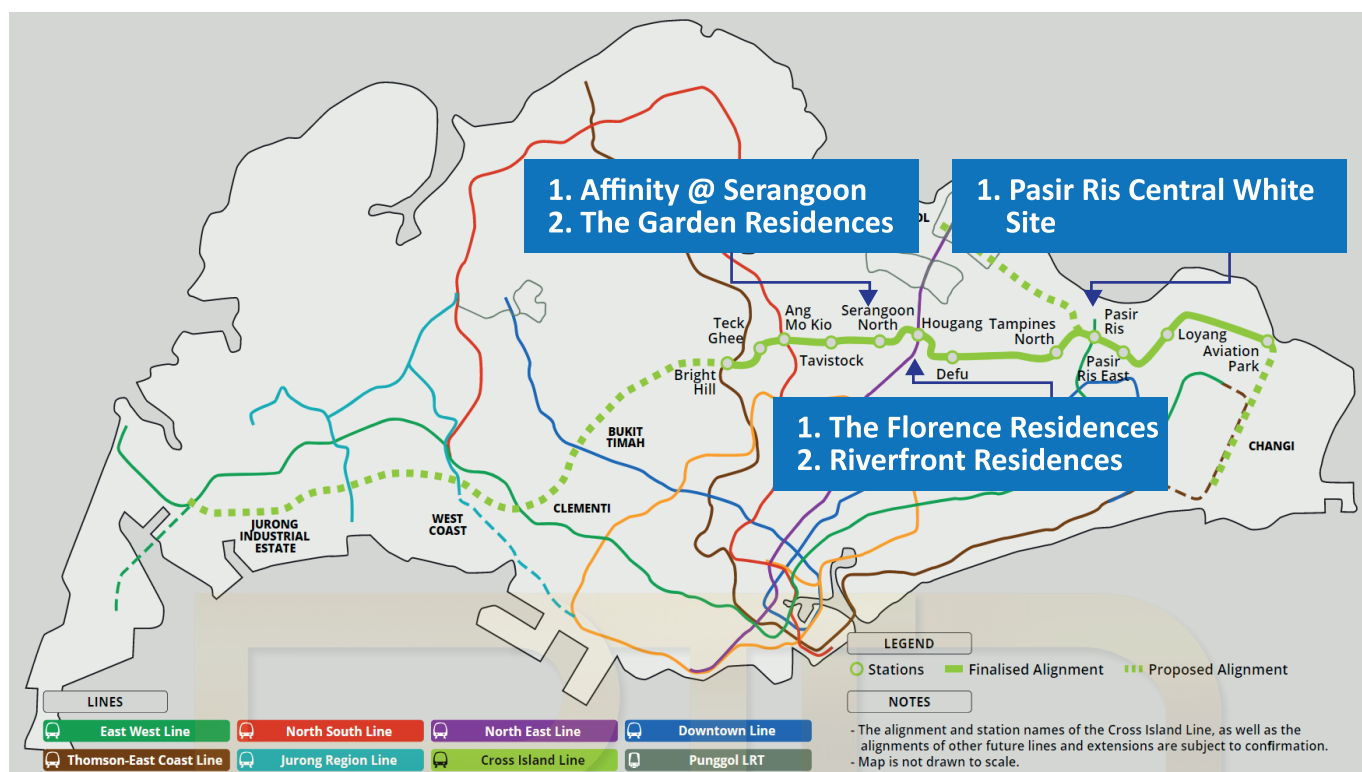 1. Affinity @ Serangoon
2. The Garden Residences
1. Pasir Ris Central White
Site
OL
Teck
Ghee
Ang
Mo Kio
Serangoon
North
Hougang
Tampines
North
Pasir
Ris
Loyang
Aviation
Park
Tavistock
Bright
Hill
Defu
Pasir
Ris East
1. The Florence Residences
2. Riverfront Residences
BUKIT
TIMAH
CHANGI
CLEMENTI
WEST
COAST
JURONG
INDUSTRIAL
ESTATE
LEGEND
Stations
Finalised Alignment
Proposed Alignment
LINES
East West Line
North South Line
North East Line
Downtown Line
Thomson-East Coast Line
Jurong Region Line
Cross Island Line
Punggol LRT
NOTES
- The alignment and station names of the Cross Island Line, as well as the
alignments of other future lines and extensions are subject to confirmation.
- Map is not drawn to scale.